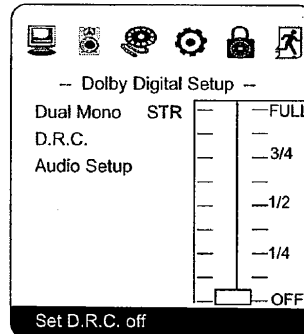 -- Dolby Digital Setup --
Dual Mono STR
FULL
D.R.C.
3/4
Audio Setup
1/2
1/4
OFF
Set D.R.C. off